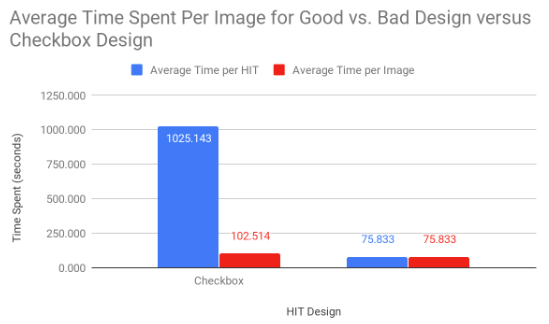 Average Time Spent Per Image for Good vs. Bad Design versus
Checkbox Design
Average Time per HIT
Average Time per Image
Time Spent (seconds)
1250.000
1000.000
750.000
500.000
250.000
0.000
1025.143
102.514
75.833
75.833
Checkbox
HIT Design